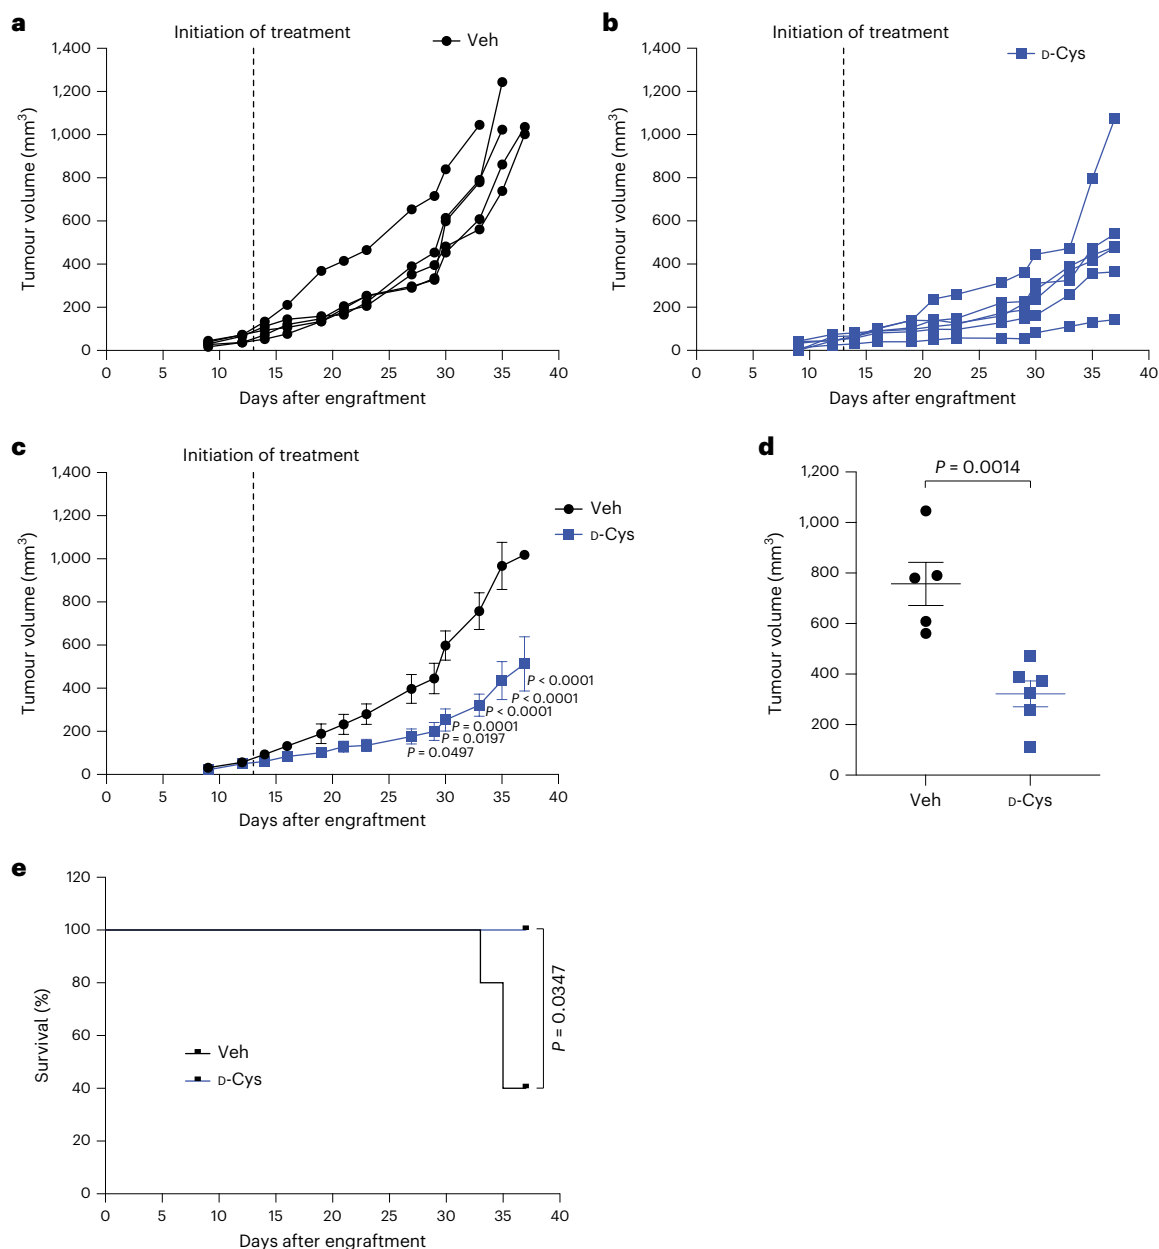 a
Initiation of treatment
Veh
1,400
1,200
1,000
800
600
400
200
0
Tumour volume (mm³)
0 5 10 15 20 25 30 35 40
Days after engraftment
b
Initiation of treatment
D-Cys
1,400
1,200
1,000
800
600
400
200
0
Tumour volume (mm³)
0 5 10 15 20 25 30 35 40
Days after engraftment
c
Initiation of treatment
Veh
D-Cys
1,400
1,200
1,000
800
600
400
200
0
Tumour volume (mm³)
P < 0.0001
P < 0.0001
P < 0.0001
P = 0.0001
P = 0.0197
P = 0.0497
0 5 10 15 20 25 30 35 40
Days after engraftment
d
P = 0.0014
1,200
1,000
800
600
400
200
0
Tumour volume (mm³)
Veh D-Cys
e
120
100
80
60
40
20
0
Survival (%)
Veh
D-Cys
P = 0.0347
0 5 10 15 20 25 30 35 40
Days after engraftment